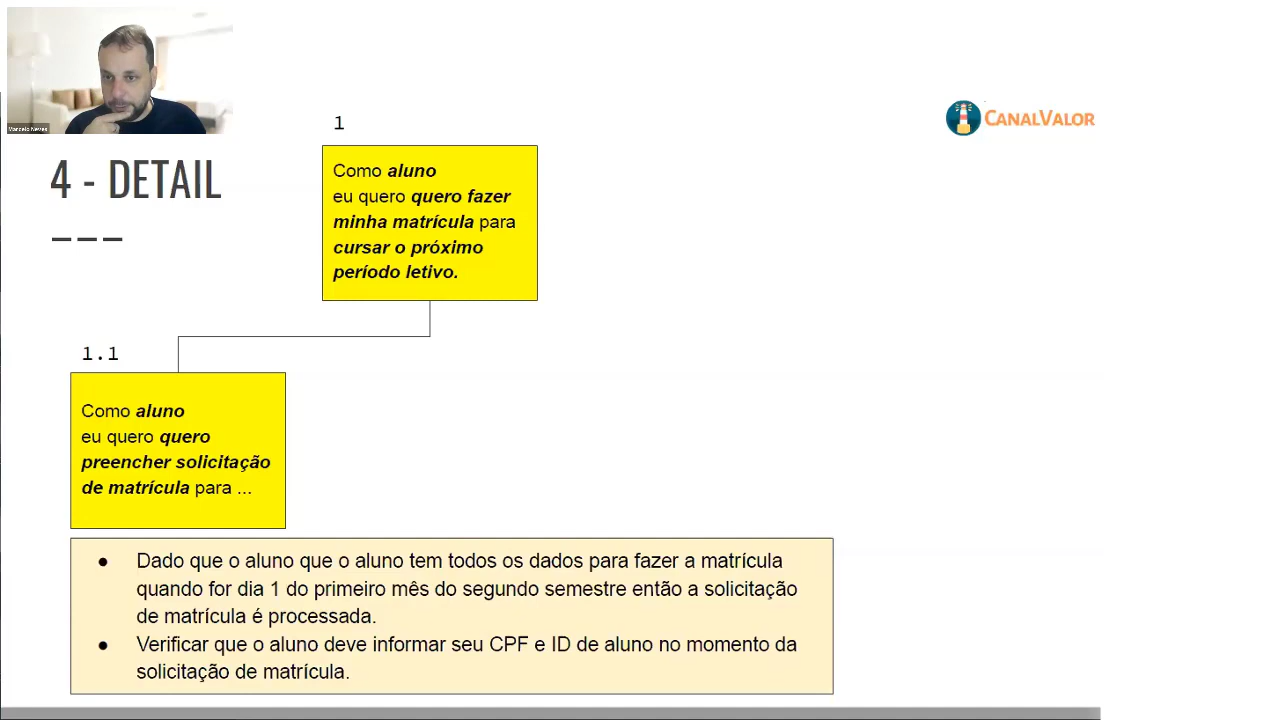 Marcelo Neves
1
CANALVALOR
4 - DETAIL
Como aluno
eu quero quero fazer
minha matrícula para
cursar o próximo
período letivo.
1.1
Como aluno
eu quero quero
preencher solicitação
de matrícula para ...
● Dado que o aluno que o aluno tem todos os dados para fazer a matrícula
quando for dia 1 do primeiro mês do segundo semestre então a solicitação
de matrícula é processada.
● Verificar que o aluno deve informar seu CPF e ID de aluno no momento da
solicitação de matrícula.